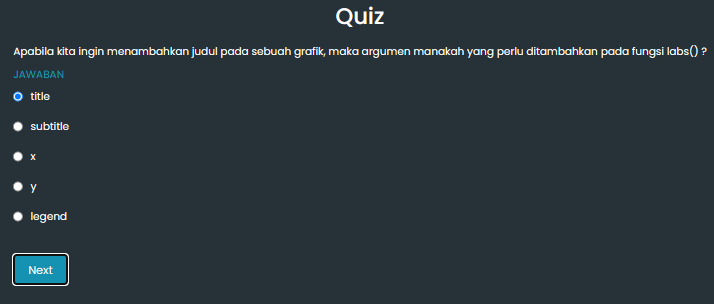 Quiz
Apabila kita ingin menambahkan judul pada sebuah grafik, maka argumen manakah yang perlu ditambahkan pada fungsi labs() ?
JAWABAN
title
subtitle
x
y
legend
Next